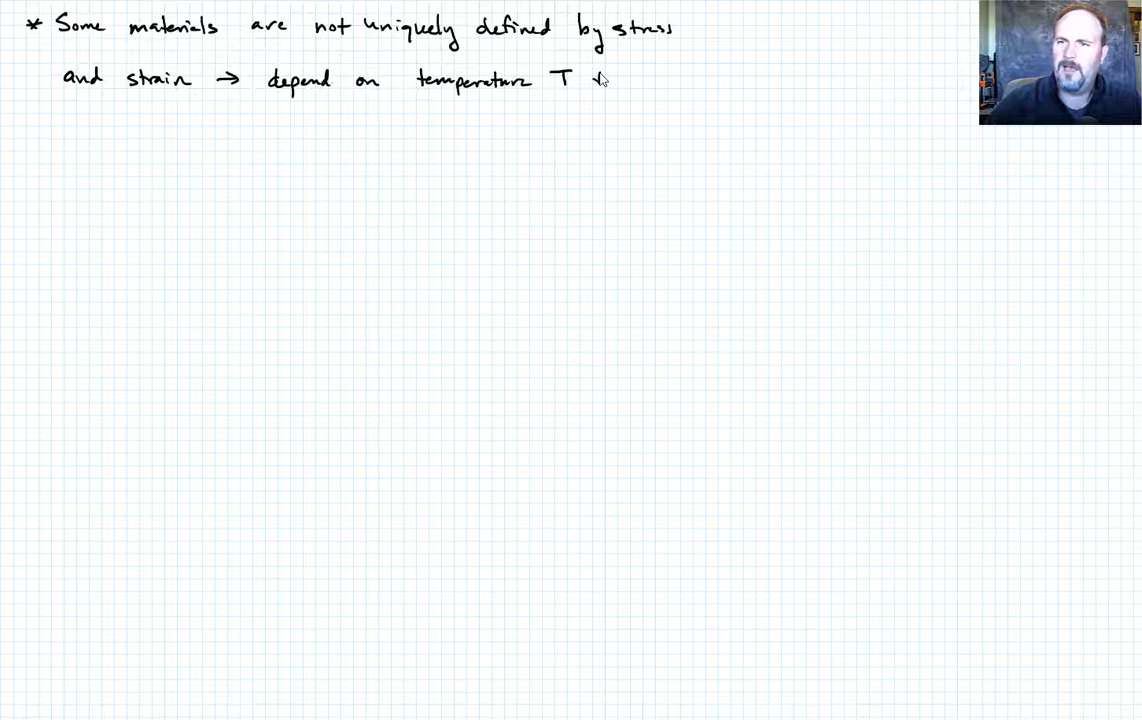 * Some materials are not uniquely defined by stress
and strain → depend on temperature T